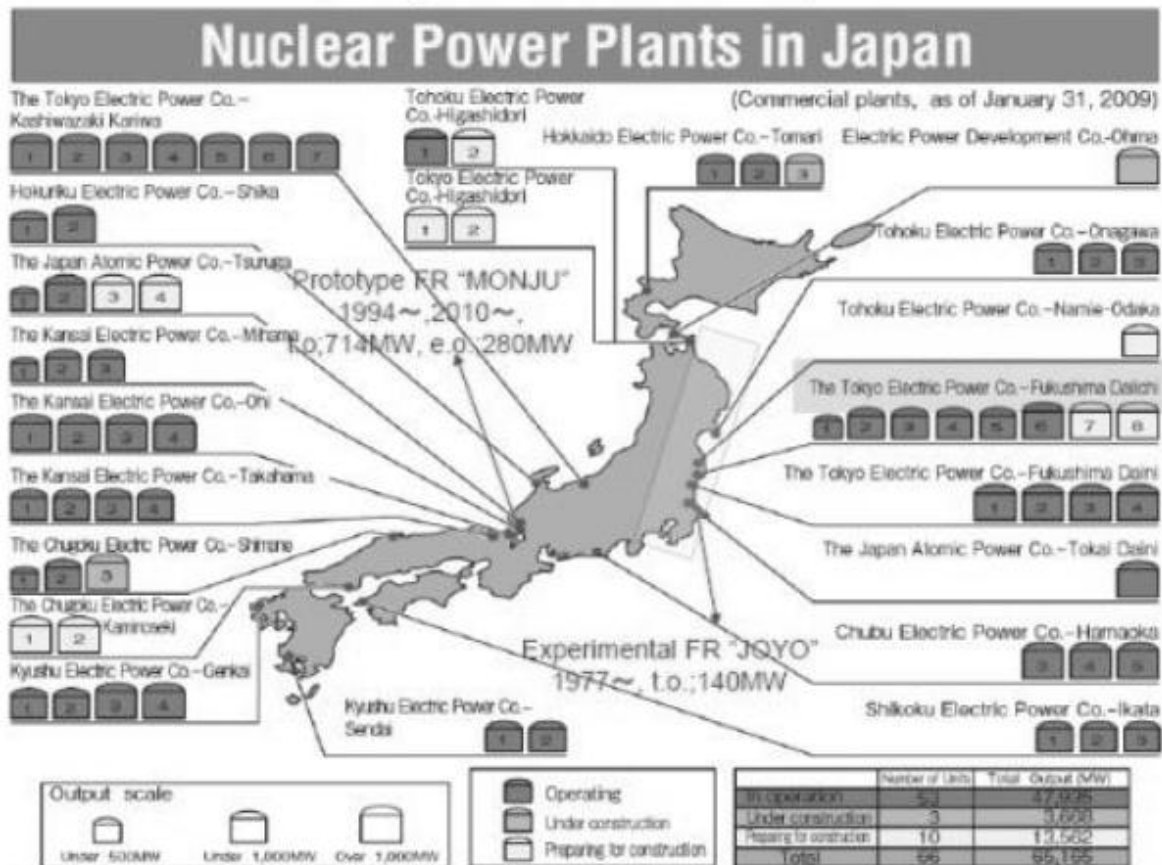 Nuclear Power Plants in Japan
(Commercial plants, as of January 31, 2009)
The Tokyo Electric Power Co.-
Kashiwazaki Kariwa
1 2 3 4 5 6 7
Hokuriku Electric Power Co.-Shika
1 2
The Japan Atomic Power Co.-Tsuruga
1 2 3 4
The Kansai Electric Power Co.-Mihama
1 2 3
The Kansai Electric Power Co.-Ohi
1 2 3 4
The Kansai Electric Power Co.-Takahama
1 2 3 4
The Chugoku Electric Power Co.-Shimane
1 2 3
The Chugoku Electric Power Co.-
Kaminoseki
1 2
Kyushu Electric Power Co.-Genkai
1 2 3 4
Tohoku Electric Power
Co.-Higashidori
1 2
Tokyo Electric Power
Co.-Higashidori
1 2
Hokkaido Electric Power Co.-Tomari
1 2 3
Electric Power Development Co.-Ohma
Tohoku Electric Power Co.-Onagawa
1 2 3
Tohoku Electric Power Co.-Namie-Odaka
The Tokyo Electric Power Co.-Fukushima Daiichi
1 2 3 4 5 6 7 8
The Tokyo Electric Power Co.-Fukushima Daini
1 2 3 4
The Japan Atomic Power Co.-Tokai Daini
Chubu Electric Power Co.-Hamaoka
3 4 5
Shikoku Electric Power Co.-Ikata
1 2 3
Kyushu Electric Power Co.-
Sendai
1 2
Prototype FR "MONJU"
1994~,2010~,
t.o;714MW, e.o.;280MW
Experimental FR "JOYO"
1977~, t.o.;140MW
Output scale
Under 500MW Under 1,000MW Over 1,000MW
Operating
Under construction
Preparing for construction
Number of Units Total Output (MW)
In operation 53 47,935
Under construction 3 3,668
Preparing for construction 10 13,562
Total 66